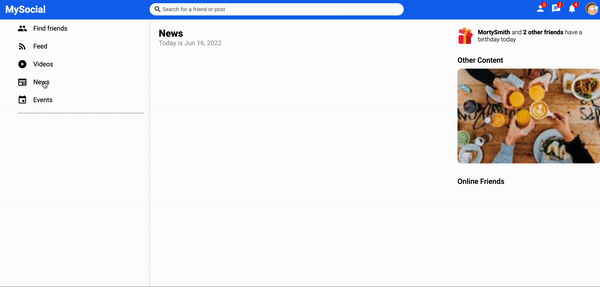 MySocial
Search for a friend or post
Find friends
Feed
Videos
News
Events
News
Today is Jun 16, 2022
MortySmith and 2 other friends have a
birthday today
Other Content
Online Friends